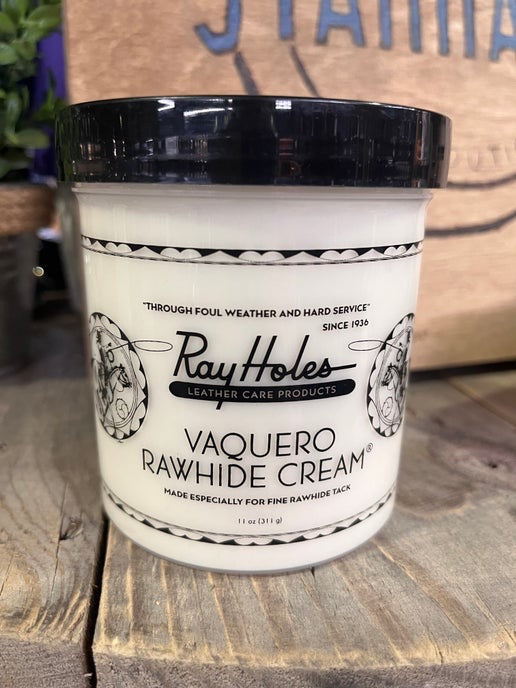 "THROUGH FOUL WEATHER AND HARD SERVICE"
SINCE 1936
Ray Holes
LEATHER CARE PRODUCTS
VAQUERO
RAWHIDE CREAM®
MADE ESPECIALLY FOR FINE RAWHIDE TACK
11 oz (311 g)